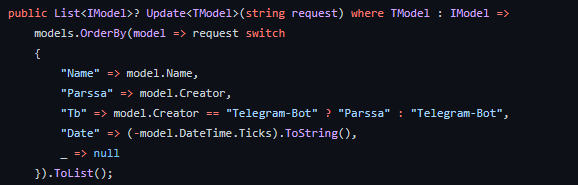 public List<IModel>? Update<TModel>(string request) where TModel : IModel =>
models.OrderBy(model => request switch
{
"Name" => model.Name,
"Parssa" => model.Creator,
"Tb" => model.Creator == "Telegram-Bot" ? "Parssa" : "Telegram-Bot",
"Date" => (-model.DateTime.Ticks).ToString(),
_ => null
}).ToList();